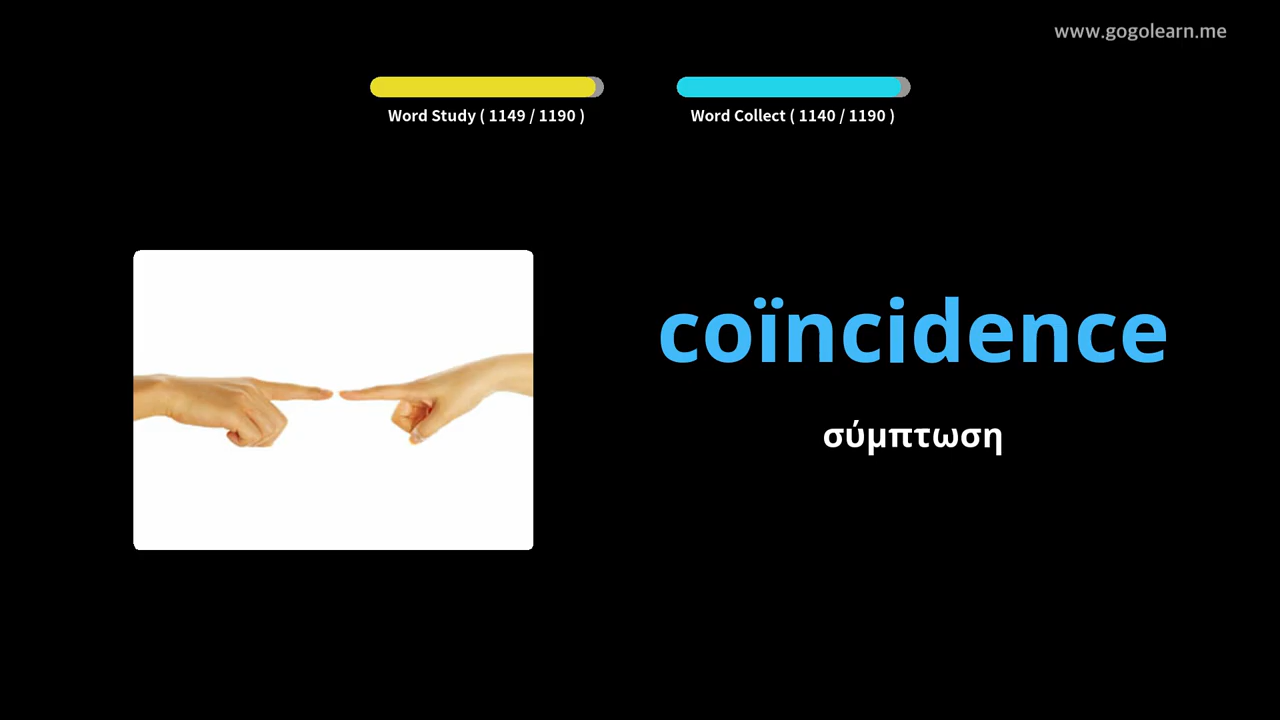 www.gogolearn.me
Word Study ( 1149 / 1190 )
Word Collect ( 1140 / 1190 )
coïncidence
σύμπτωση